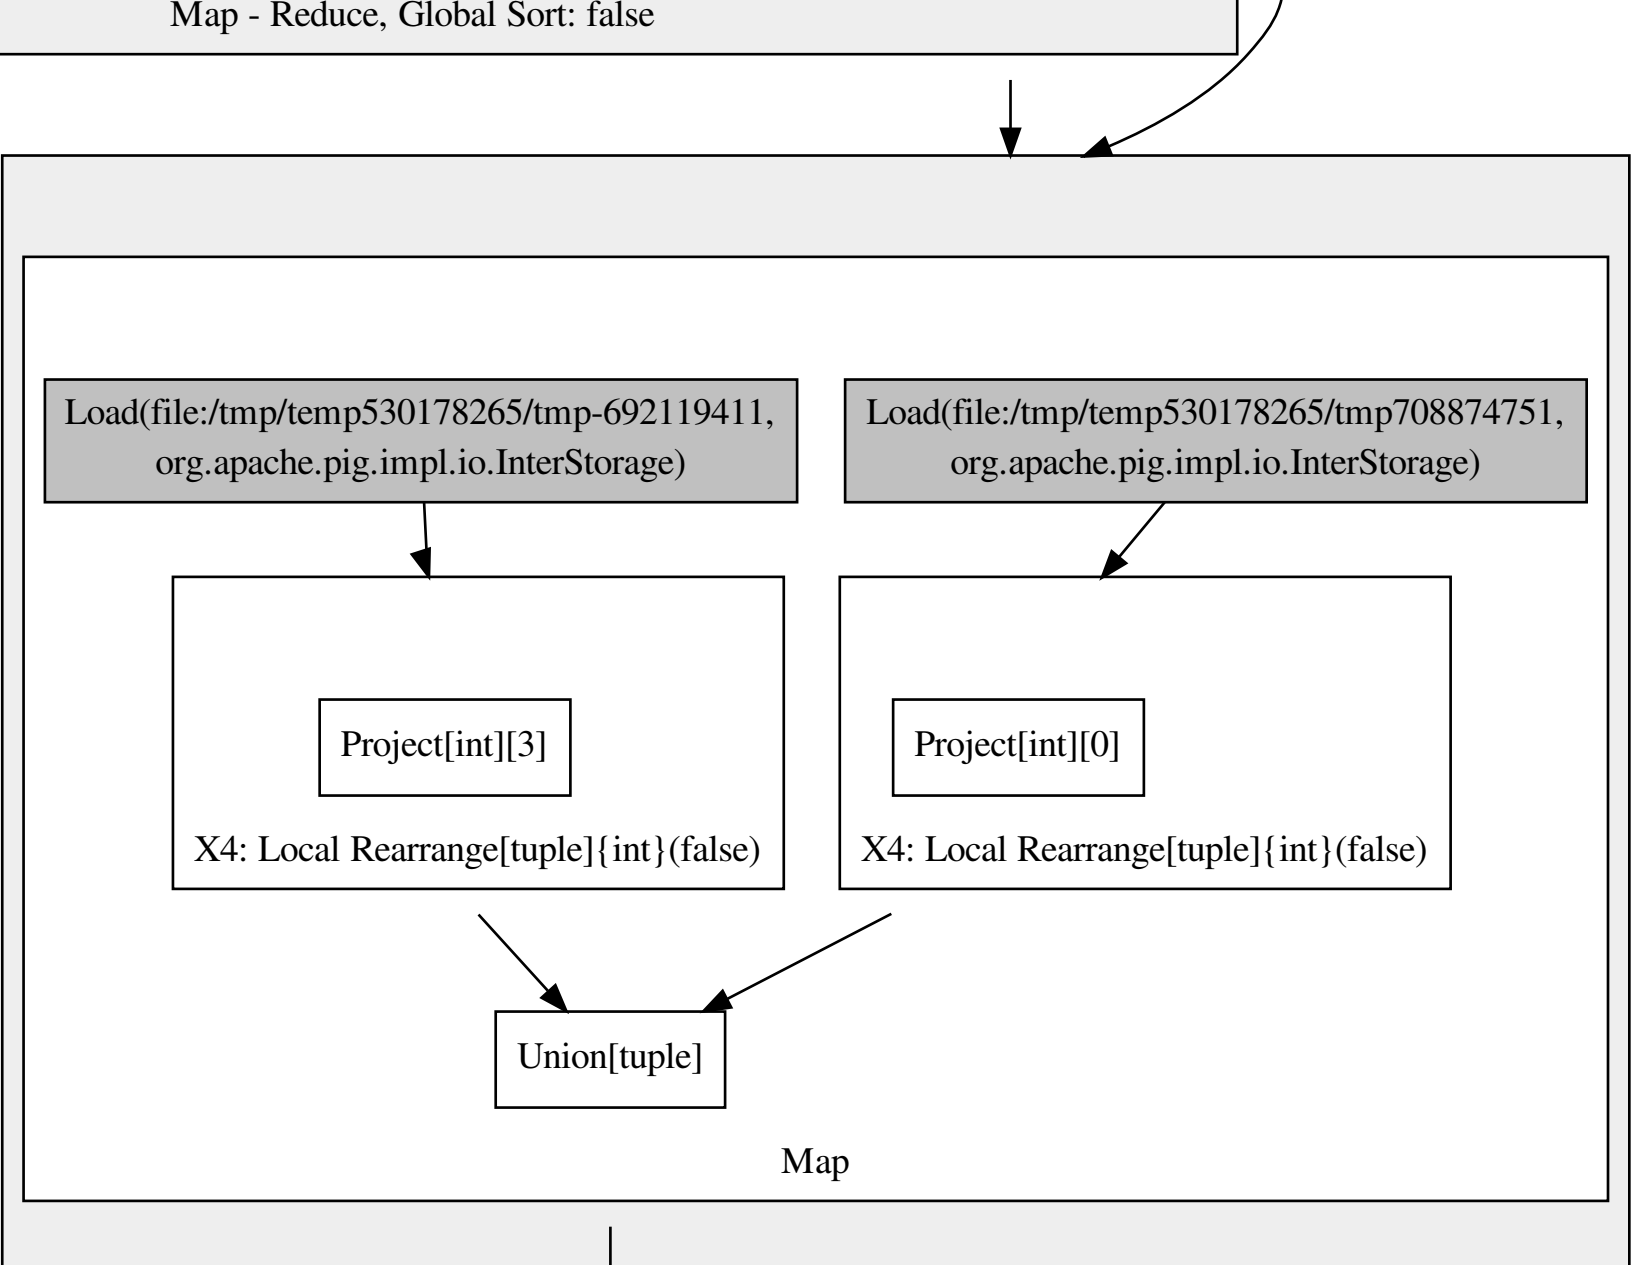 Map - Reduce, Global Sort: false
Load(file:/tmp/temp530178265/tmp-692119411,
org.apache.pig.impl.io.InterStorage)
Load(file:/tmp/temp530178265/tmp708874751,
org.apache.pig.impl.io.InterStorage)
Project[int][3]
X4: Local Rearrange[tuple]{int}(false)
Project[int][0]
X4: Local Rearrange[tuple]{int}(false)
Union[tuple]
Map